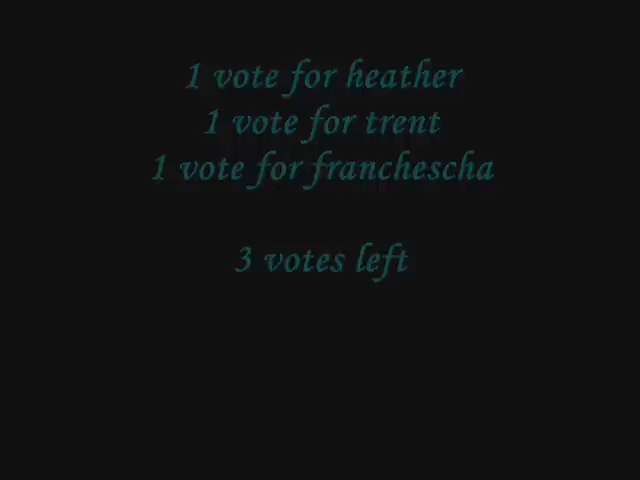 1 vote for heather
1 vote for trent
1 vote for franchescha
3 votes left